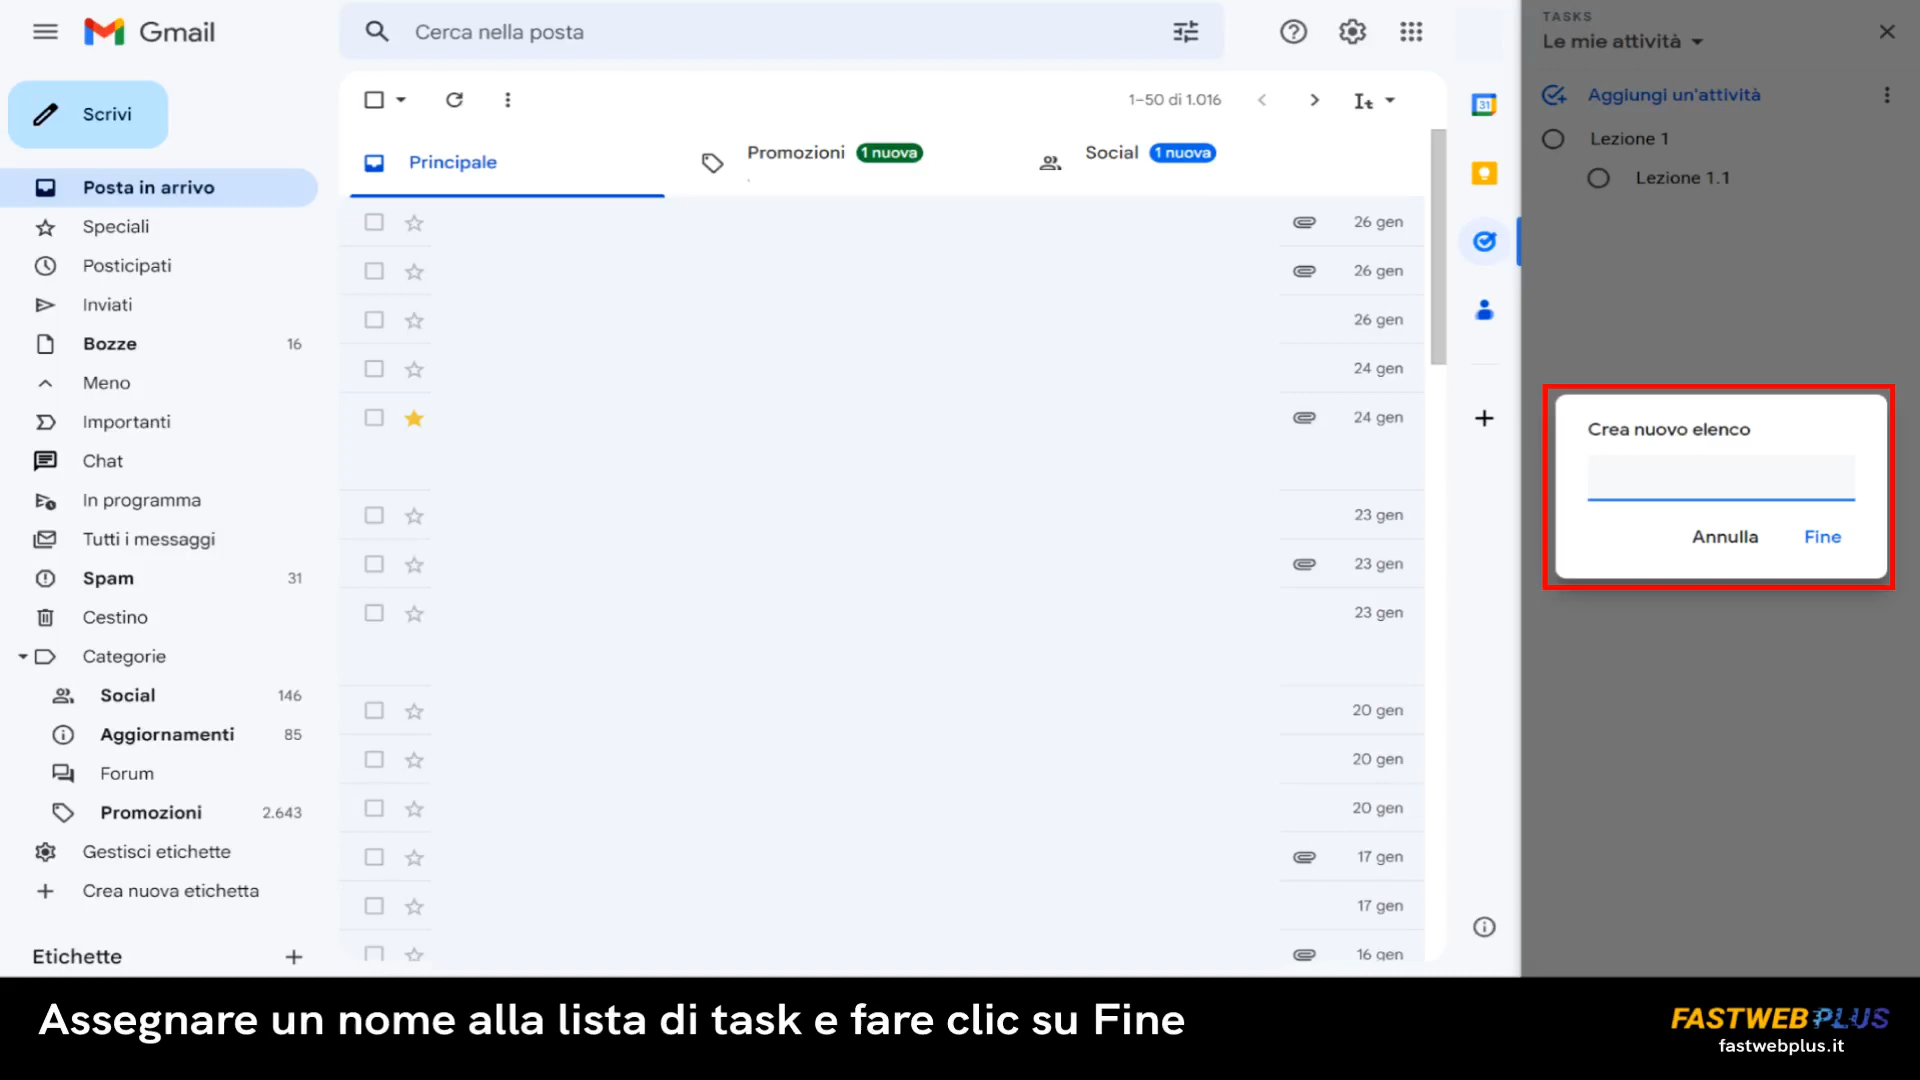 Gmail
Cerca nella posta
Scrivi
Posta in arrivo
Speciali
Posticipati
Inviati
Bozze 16
Meno
Importanti
Chat
In programma
Tutti i messaggi
Spam 31
Cestino
Categorie
Social 146
Aggiornamenti 85
Forum
Promozioni 2.643
Gestisci etichette
Crea nuova etichetta
Etichette
1–50 di 1.016
Principale
Promozioni 1 nuova
Social 1 nuova
26 gen
26 gen
26 gen
24 gen
24 gen
23 gen
23 gen
23 gen
20 gen
20 gen
20 gen
17 gen
17 gen
16 gen
31
TASKS
Le mie attività
Aggiungi un'attività
Lezione 1
Lezione 1.1
Crea nuovo elenco
Annulla Fine
Assegnare un nome alla lista di task e fare clic su Fine
FASTWEB PLUS
fastwebplus.it